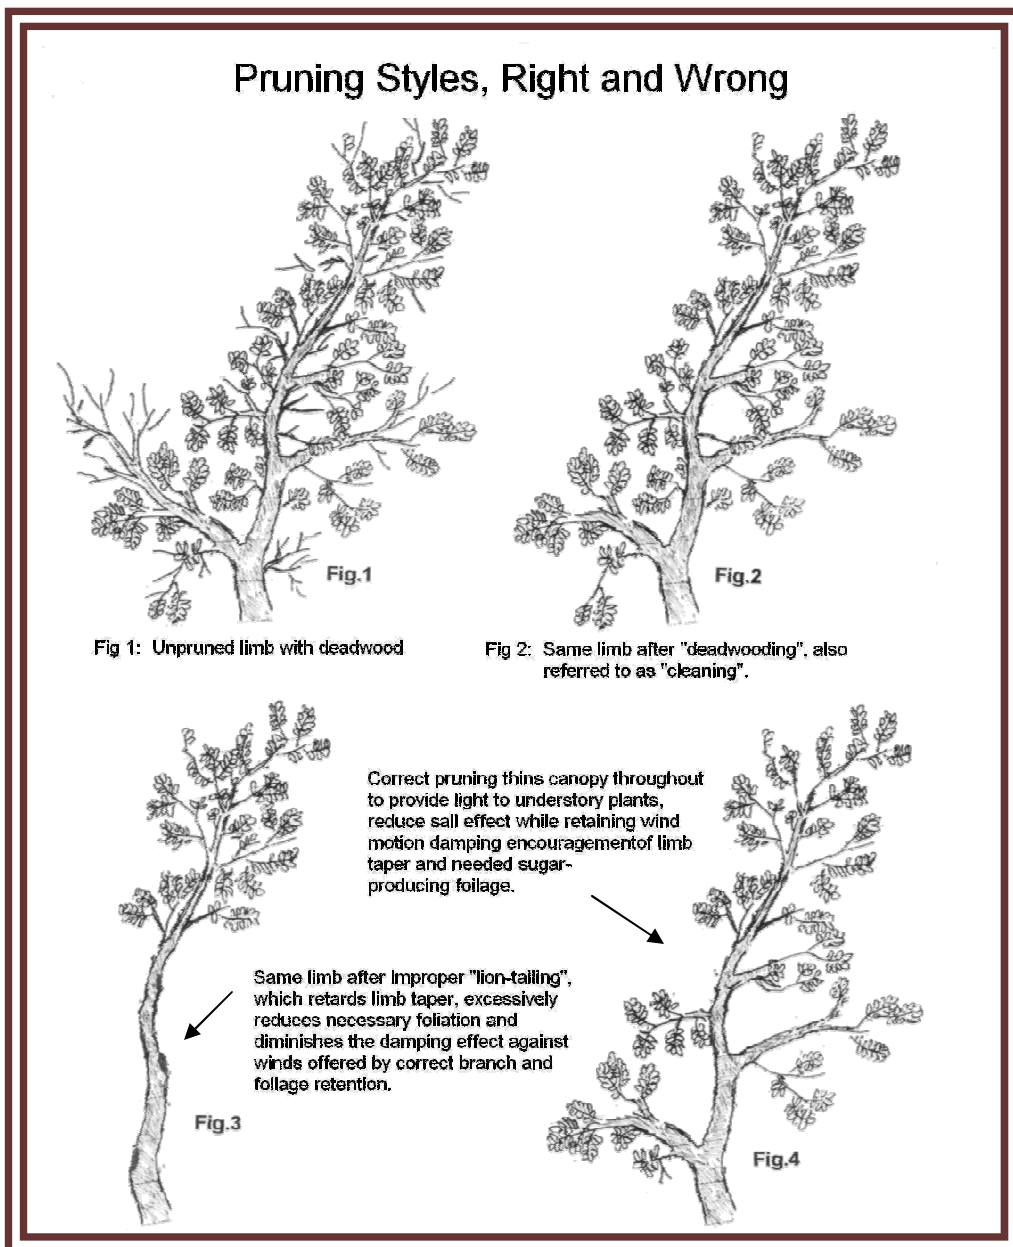 Pruning Styles, Right and Wrong
Fig.1
Fig.2
Fig 1: Unpruned limb with deadwood
Fig 2: Same limb after "deadwooding", also
referred to as "cleaning".
Correct pruning thins canopy throughout
to provide light to understory plants,
reduce sail effect while retaining wind
motion damping encouragementof limb
taper and needed sugar-
producing foilage.
Same limb after improper "lion-tailing",
which retards limb taper, excessively
reduces necessary foliation and
diminishes the damping effect against
winds offered by correct branch and
foliage retention.
Fig.3
Fig.4